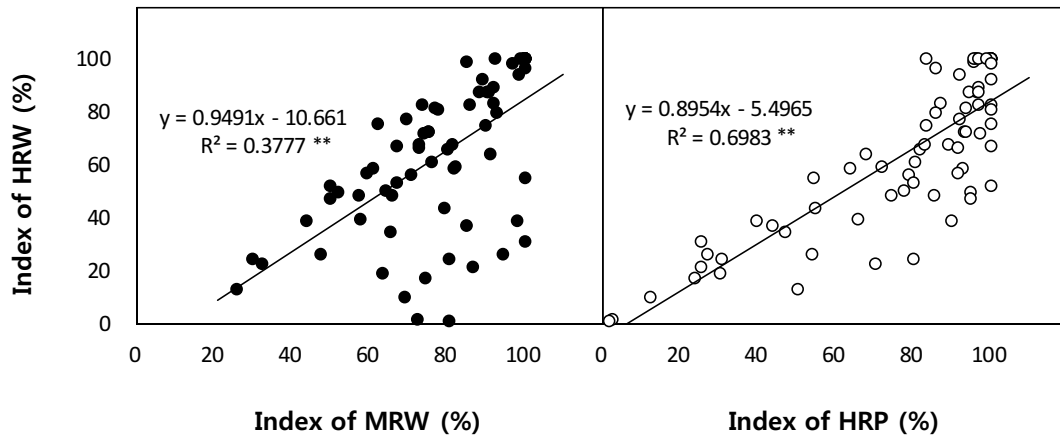 Index of HRW (%)
100
80
60
40
20
0
y = 0.9491x - 10.661
R² = 0.3777 **
y = 0.8954x - 5.4965
R² = 0.6983 **
0 20 40 60 80 100
0 20 40 60 80 100
Index of MRW (%)
Index of HRP (%)